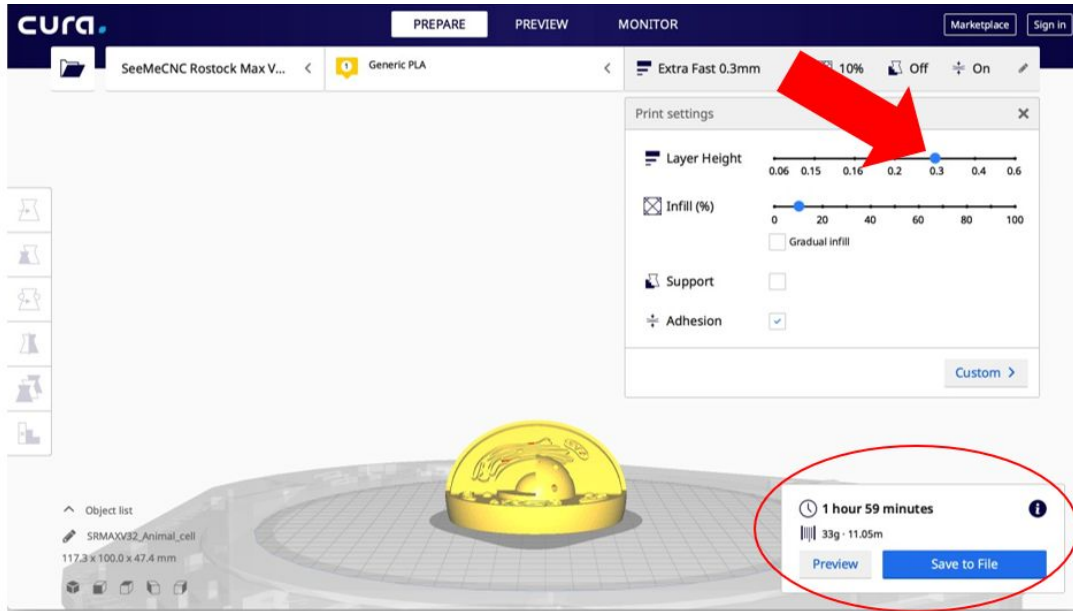 cura.
PREPARE PREVIEW MONITOR
Marketplace Sign in
SeeMeCNC Rostock Max V...
1 Generic PLA
Extra Fast 0.3mm 10% Off On
Print settings
Layer Height
0.06 0.15 0.16 0.2 0.3 0.4 0.6
Infill (%)
0 20 40 60 80 100
Gradual infill
Support
Adhesion
Custom
Object list
SRMAXV32_Animal_cell
117.3 x 100.0 x 47.4 mm
1 hour 59 minutes
33g · 11.05m
Preview Save to File